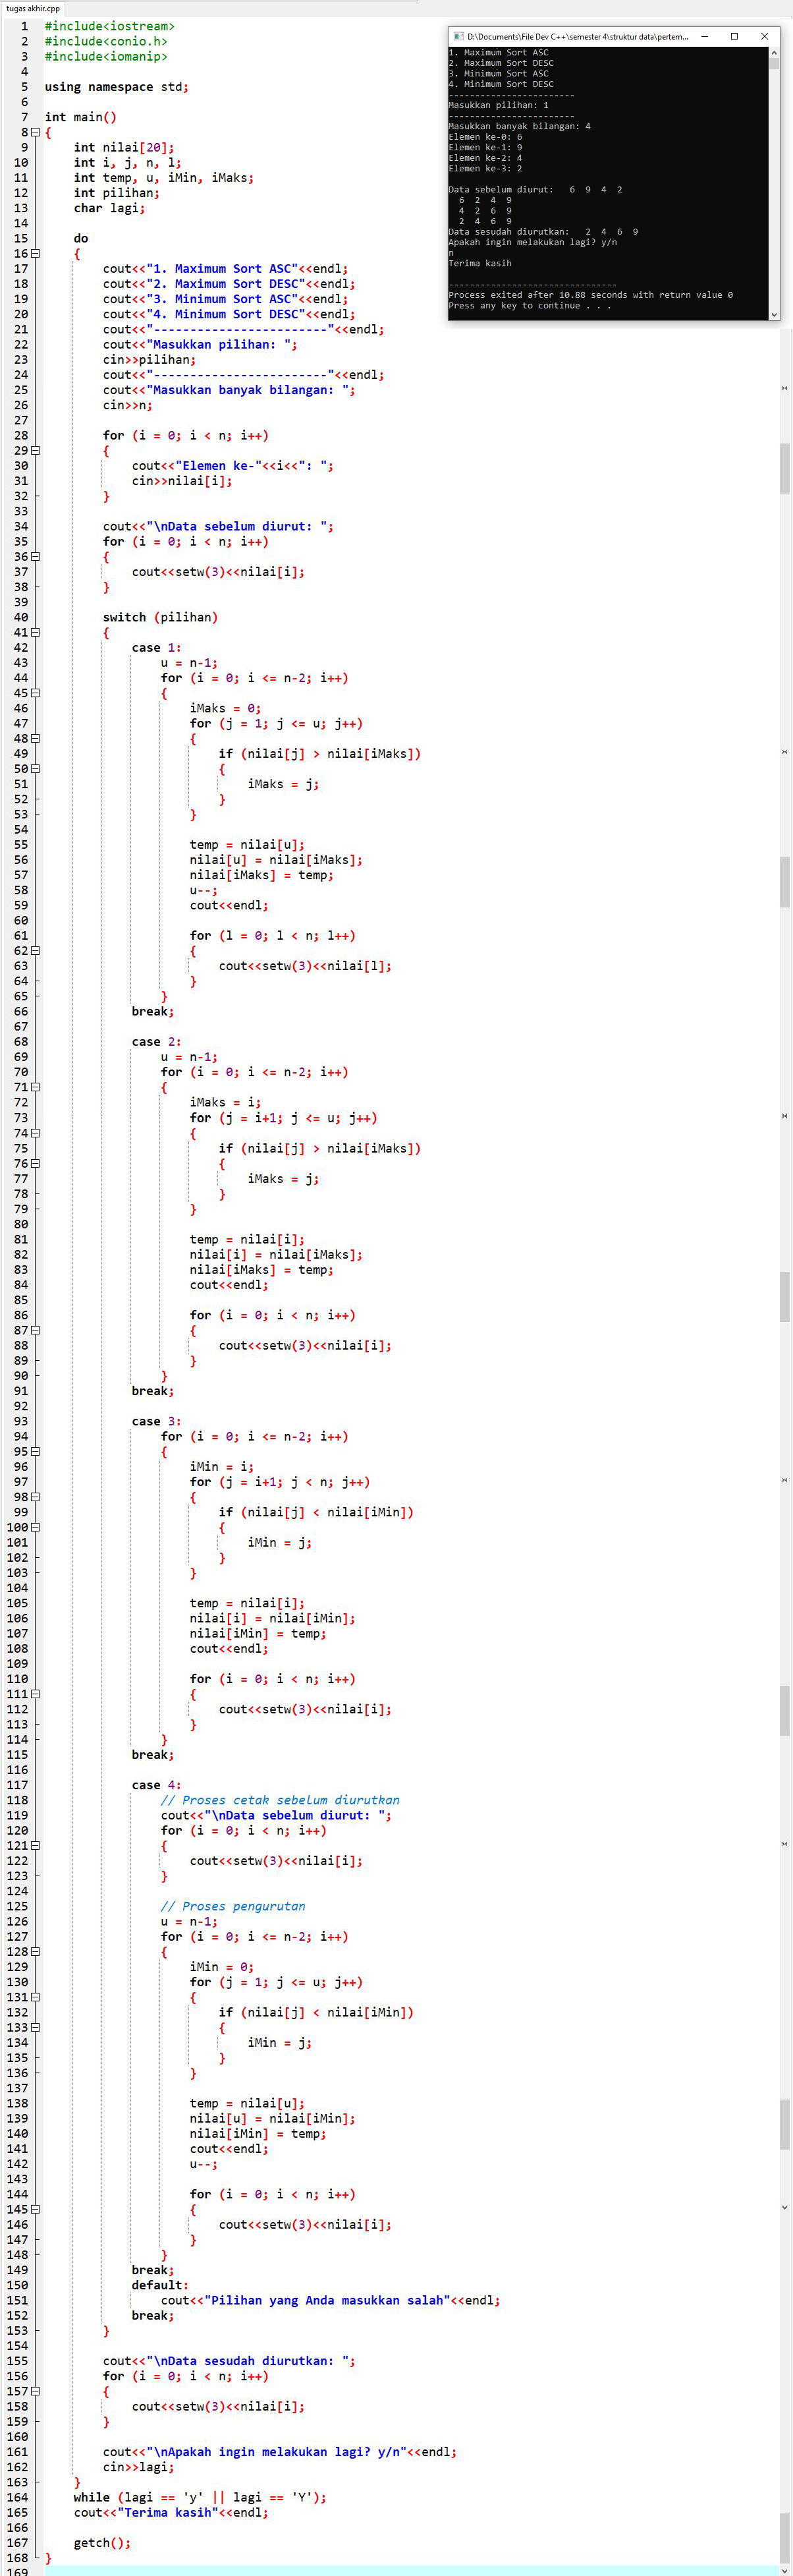 tugas akhir.cpp
1 #include<iostream>
2 #include<conio.h>
3 #include<iomanip>
4
5 using namespace std;
6
7 int main()
8 {
9 int nilai[20];
10 int i, j, n, l;
11 int temp, u, iMin, iMaks;
12 int pilihan;
13 char lagi;
14
15 do
16 {
17 cout<<"1. Maximum Sort ASC"<<endl;
18 cout<<"2. Maximum Sort DESC"<<endl;
19 cout<<"3. Minimum Sort ASC"<<endl;
20 cout<<"4. Minimum Sort DESC"<<endl;
21 cout<<"------------------------"<<endl;
22 cout<<"Masukkan pilihan: ";
23 cin>>pilihan;
24 cout<<"------------------------"<<endl;
25 cout<<"Masukkan banyak bilangan: ";
26 cin>>n;
27
28 for (i = 0; i < n; i++)
29 {
30 cout<<"Elemen ke-"<<i<<": ";
31 cin>>nilai[i];
32 }
33
34 cout<<"\nData sebelum diurut: ";
35 for (i = 0; i < n; i++)
36 {
37 cout<<setw(3)<<nilai[i];
38 }
39
40 switch (pilihan)
41 {
42 case 1:
43 u = n-1;
44 for (i = 0; i <= n-2; i++)
45 {
46 iMaks = 0;
47 for (j = 1; j <= u; j++)
48 {
49 if (nilai[j] > nilai[iMaks])
50 {
51 iMaks = j;
52 }
53 }
54
55 temp = nilai[u];
56 nilai[u] = nilai[iMaks];
57 nilai[iMaks] = temp;
58 u--;
59 cout<<endl;
60
61 for (l = 0; l < n; l++)
62 {
63 cout<<setw(3)<<nilai[l];
64 }
65 }
66 break;
67
68 case 2:
69 u = n-1;
70 for (i = 0; i <= n-2; i++)
71 {
72 iMaks = i;
73 for (j = i+1; j <= u; j++)
74 {
75 if (nilai[j] > nilai[iMaks])
76 {
77 iMaks = j;
78 }
79 }
80
81 temp = nilai[i];
82 nilai[i] = nilai[iMaks];
83 nilai[iMaks] = temp;
84 cout<<endl;
85
86 for (i = 0; i < n; i++)
87 {
88 cout<<setw(3)<<nilai[i];
89 }
90 }
91 break;
92
93 case 3:
94 for (i = 0; i <= n-2; i++)
95 {
96 iMin = i;
97 for (j = i+1; j < n; j++)
98 {
99 if (nilai[j] < nilai[iMin])
100 {
101 iMin = j;
102 }
103 }
104
105 temp = nilai[i];
106 nilai[i] = nilai[iMin];
107 nilai[iMin] = temp;
108 cout<<endl;
109
110 for (i = 0; i < n; i++)
111 {
112 cout<<setw(3)<<nilai[i];
113 }
114 }
115 break;
116
117 case 4:
118 // Proses cetak sebelum diurutkan
119 cout<<"\nData sebelum diurut: ";
120 for (i = 0; i < n; i++)
121 {
122 cout<<setw(3)<<nilai[i];
123 }
124
125 // Proses pengurutan
126 u = n-1;
127 for (i = 0; i <= n-2; i++)
128 {
129 iMin = 0;
130 for (j = 1; j <= u; j++)
131 {
132 if (nilai[j] < nilai[iMin])
133 {
134 iMin = j;
135 }
136 }
137
138 temp = nilai[u];
139 nilai[u] = nilai[iMin];
140 nilai[iMin] = temp;
141 cout<<endl;
142 u--;
143
144 for (i = 0; i < n; i++)
145 {
146 cout<<setw(3)<<nilai[i];
147 }
148 }
149 break;
150 default:
151 cout<<"Pilihan yang Anda masukkan salah"<<endl;
152 break;
153 }
154
155 cout<<"\nData sesudah diurutkan: ";
156 for (i = 0; i < n; i++)
157 {
158 cout<<setw(3)<<nilai[i];
159 }
160
161 cout<<"\nApakah ingin melakukan lagi? y/n"<<endl;
162 cin>>lagi;
163 }
164 while (lagi == 'y' || lagi == 'Y');
165 cout<<"Terima kasih"<<endl;
166
167 getch();
168 }
169
D:\Documents\File Dev C++\semester 4\struktur data\pertem...
1. Maximum Sort ASC
2. Maximum Sort DESC
3. Minimum Sort ASC
4. Minimum Sort DESC
------------------------
Masukkan pilihan: 1
------------------------
Masukkan banyak bilangan: 4
Elemen ke-0: 6
Elemen ke-1: 9
Elemen ke-2: 4
Elemen ke-3: 2
Data sebelum diurut: 6 9 4 2
6 2 4 9
4 2 6 9
2 4 6 9
Data sesudah diurutkan: 2 4 6 9
Apakah ingin melakukan lagi? y/n
n
Terima kasih
--------------------------------
Process exited after 10.88 seconds with return value 0
Press any key to continue . . .